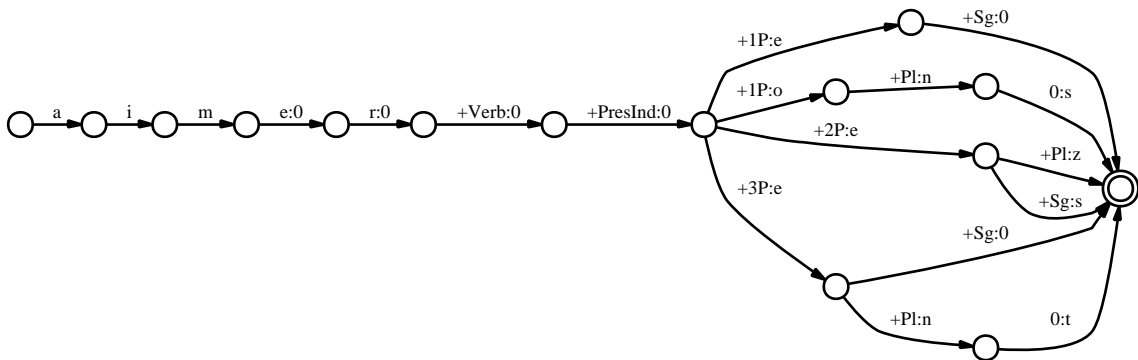 +Sg:0
+1P:e
+Pl:n
+1P:o
0:s
a i m e:0 r:0 +Verb:0 +PresInd:0
+2P:e
+Pl:z
+3P:e
+Sg:s
+Sg:0
+Pl:n
0:t